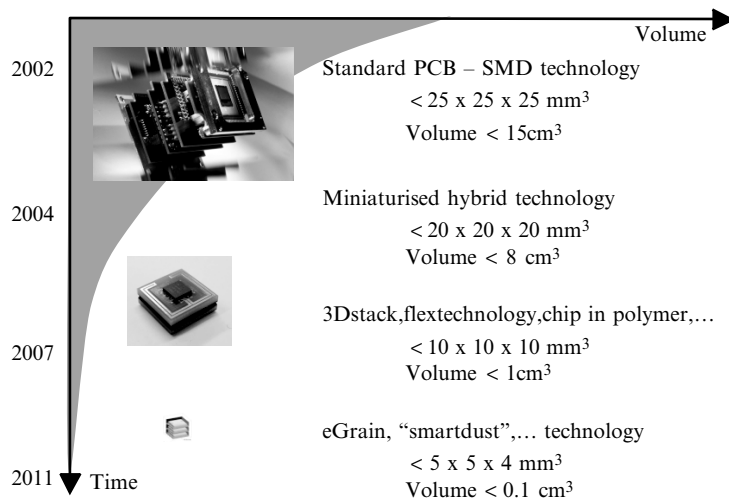 Volume
2002
Standard PCB – SMD technology
< 25 x 25 x 25 mm³
Volume < 15cm³
Miniaturised hybrid technology
2004
< 20 x 20 x 20 mm³
Volume < 8 cm³
3Dstack,flextechnology,chip in polymer,…
2007
< 10 x 10 x 10 mm³
Volume < 1cm³
eGrain, “smartdust”,… technology
< 5 x 5 x 4 mm³
2011
Time
Volume < 0.1 cm³